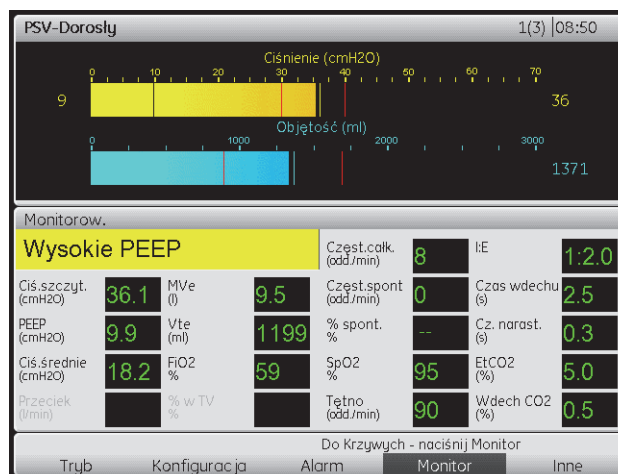 PSV-Dorosły 1(3) |08:50
Ciśnienie (cmH2O)
0 10 20 30 40 50 60 70
9 36
Objętość (ml)
0 1000 2000 3000
1371
Monitorow.
Wysokie PEEP
Częst.całk. (odd./min) 8 I:E 1:2.0
Ciś.szczyt. (cmH2O) 36.1 MVe (l) 9.5 Częst.spont (odd./min) 0 Czas wdechu (s) 2.5
PEEP (cmH2O) 9.9 Vte (ml) 1199 % spont. % -- Cz. narast. (s) 0.3
Ciś.średnie (cmH2O) 18.2 FiO2 % 59 SpO2 % 95 EtCO2 (%) 5.0
Przeciek (l/min) % w TV % Tętno (odd./min) 90 Wdech CO2 (%) 0.5
Do Krzywych - naciśnij Monitor
Tryb Konfiguracja Alarm Monitor Inne